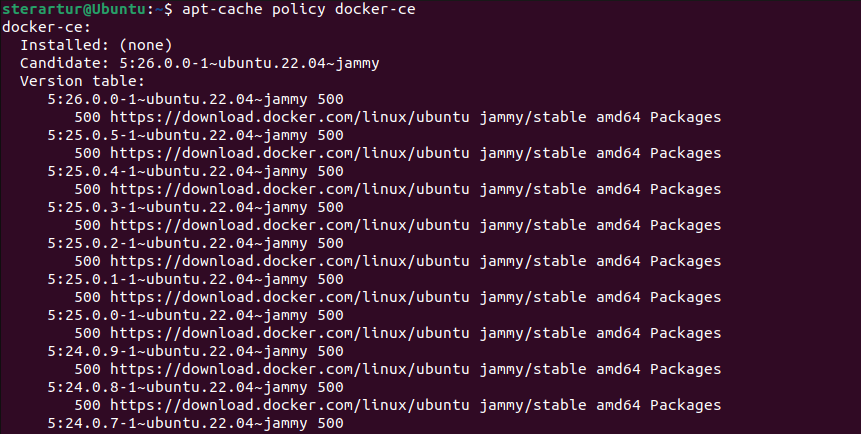 sterartur@Ubuntu:~$ apt-cache policy docker-ce
docker-ce:
  Installed: (none)
  Candidate: 5:26.0.0-1~ubuntu.22.04~jammy
  Version table:
     5:26.0.0-1~ubuntu.22.04~jammy 500
        500 https://download.docker.com/linux/ubuntu jammy/stable amd64 Packages
     5:25.0.5-1~ubuntu.22.04~jammy 500
        500 https://download.docker.com/linux/ubuntu jammy/stable amd64 Packages
     5:25.0.4-1~ubuntu.22.04~jammy 500
        500 https://download.docker.com/linux/ubuntu jammy/stable amd64 Packages
     5:25.0.3-1~ubuntu.22.04~jammy 500
        500 https://download.docker.com/linux/ubuntu jammy/stable amd64 Packages
     5:25.0.2-1~ubuntu.22.04~jammy 500
        500 https://download.docker.com/linux/ubuntu jammy/stable amd64 Packages
     5:25.0.1-1~ubuntu.22.04~jammy 500
        500 https://download.docker.com/linux/ubuntu jammy/stable amd64 Packages
     5:25.0.0-1~ubuntu.22.04~jammy 500
        500 https://download.docker.com/linux/ubuntu jammy/stable amd64 Packages
     5:24.0.9-1~ubuntu.22.04~jammy 500
        500 https://download.docker.com/linux/ubuntu jammy/stable amd64 Packages
     5:24.0.8-1~ubuntu.22.04~jammy 500
        500 https://download.docker.com/linux/ubuntu jammy/stable amd64 Packages
     5:24.0.7-1~ubuntu.22.04~jammy 500